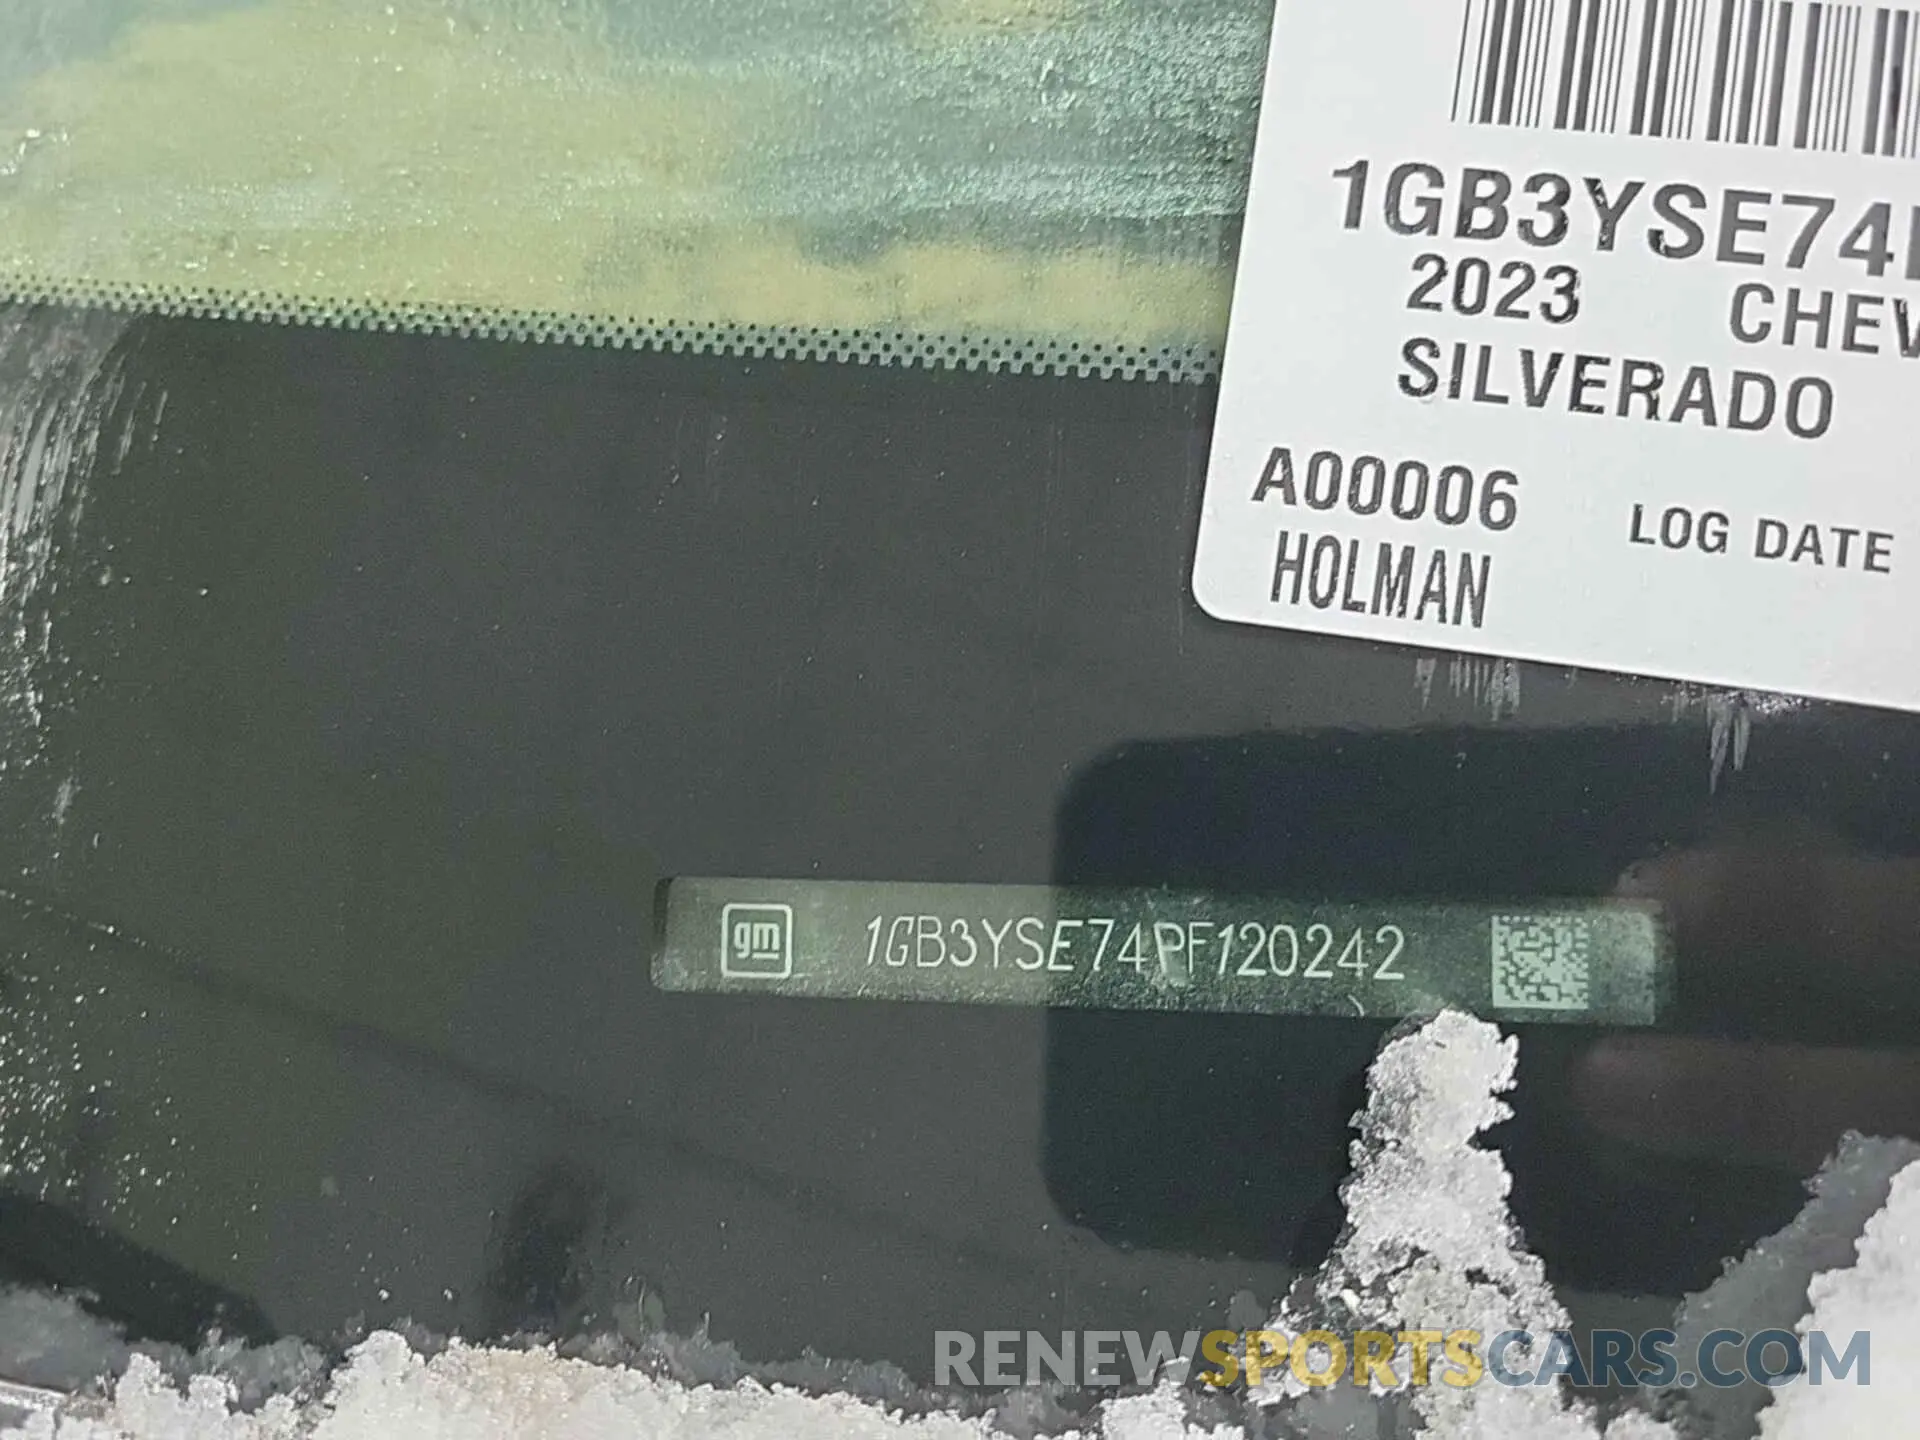 1GB3YSE74
2023 CHEV
SILVERADO
A00006 LOG DATE
HOLMAN
gm 1GB3YSE74PF120242
RENEWSPORTSCARS.COM